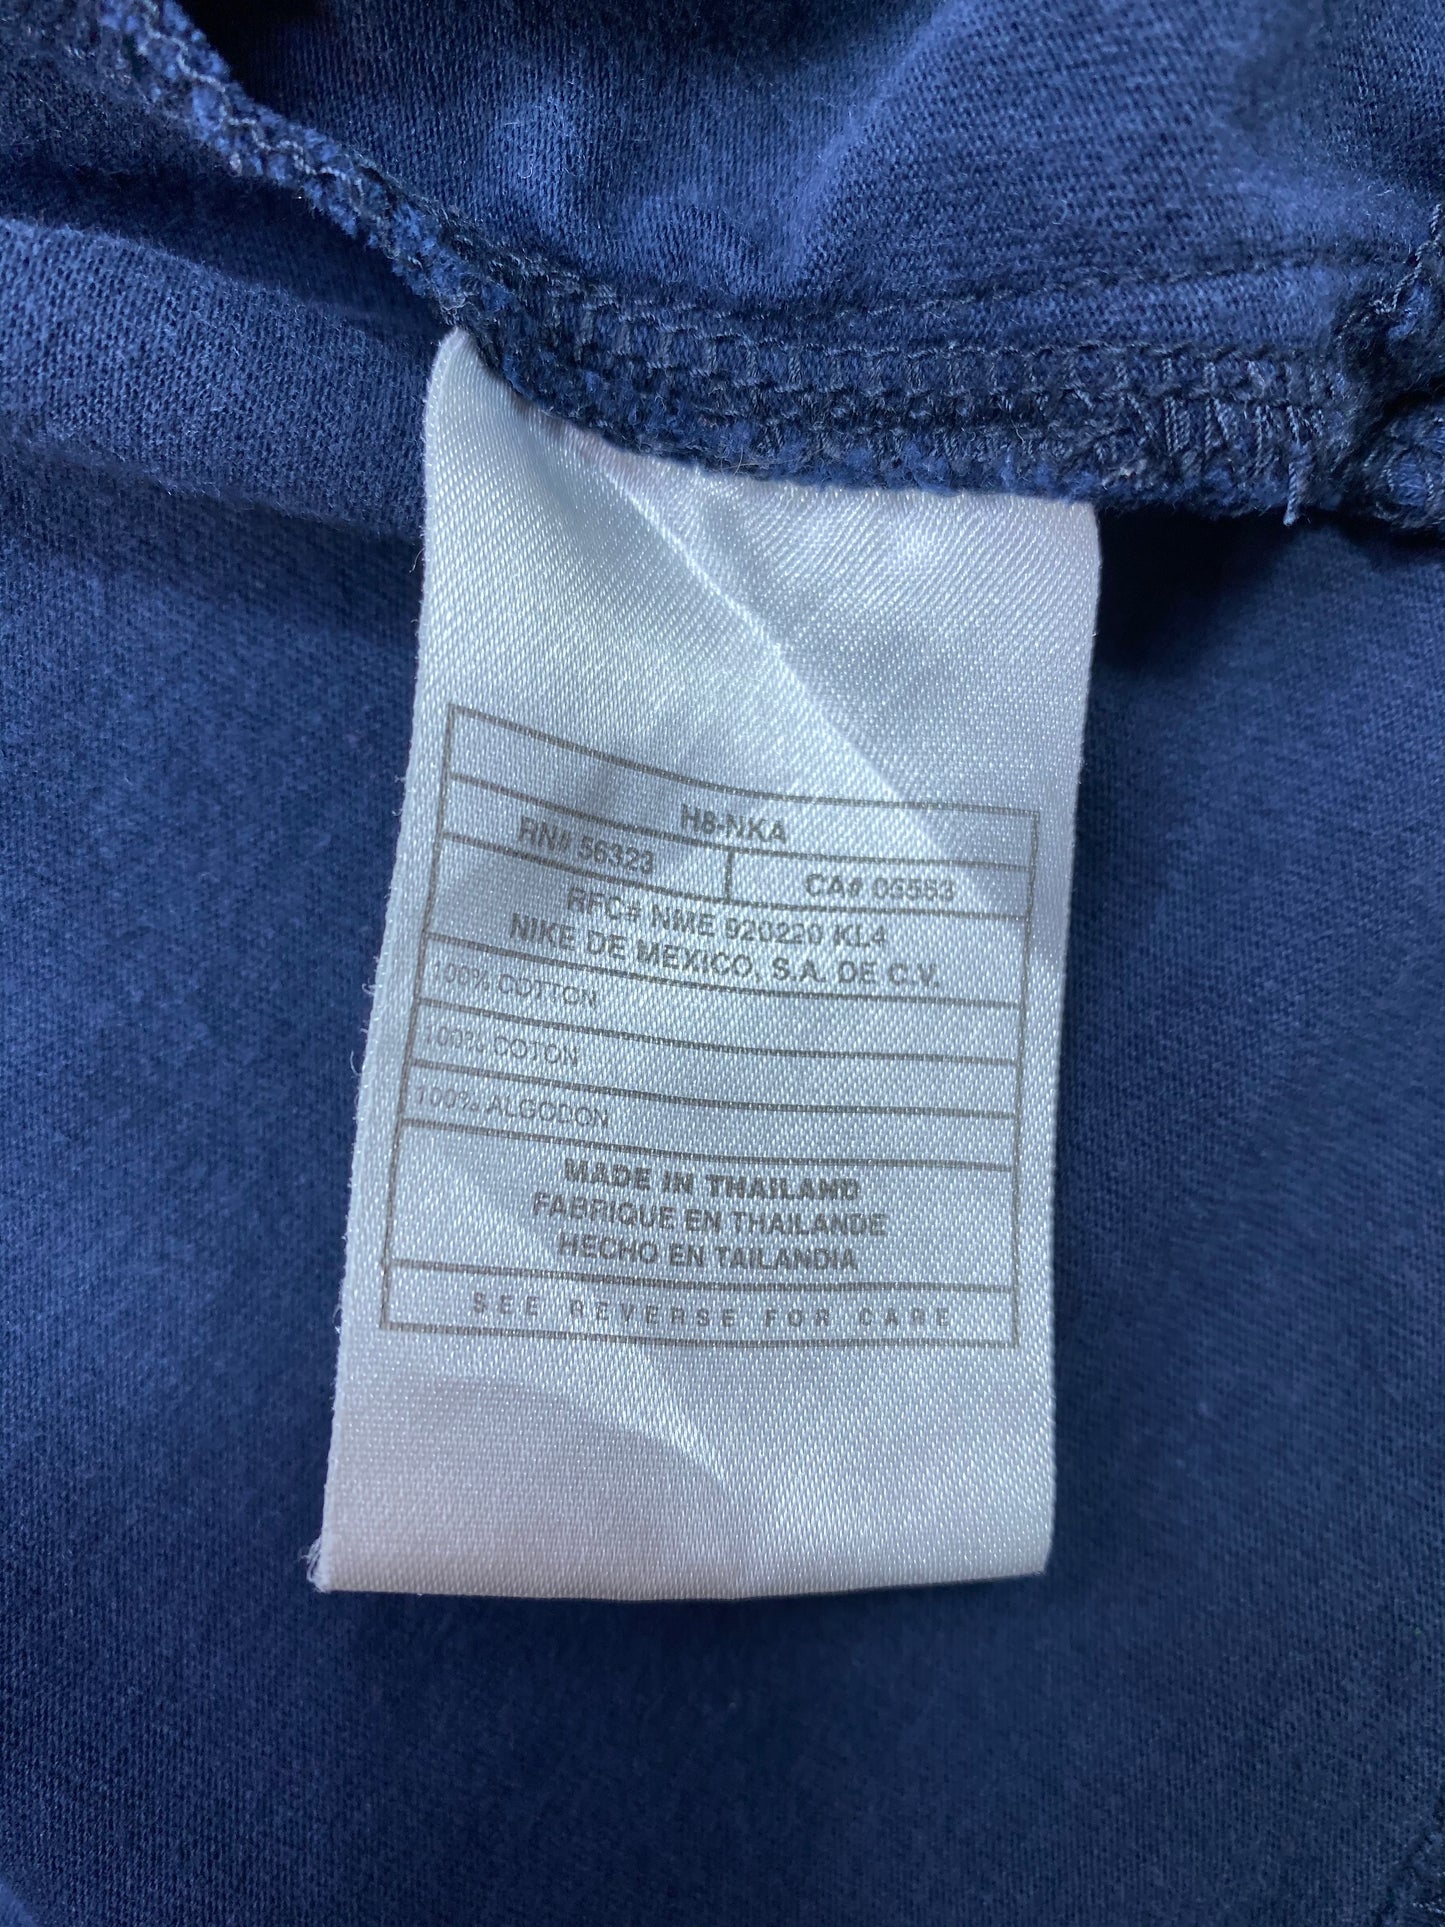 H8-NKA
RN# 56323
CA# 05553
RFC# NME 920220 KL4
NIKE DE MEXICO, S.A. DE C.V.
100% COTTON
100% COTON
100% ALGODON
MADE IN THAILAND
FABRIQUE EN THAILANDE
HECHO EN TAILANDIA
SEE REVERSE FOR CARE